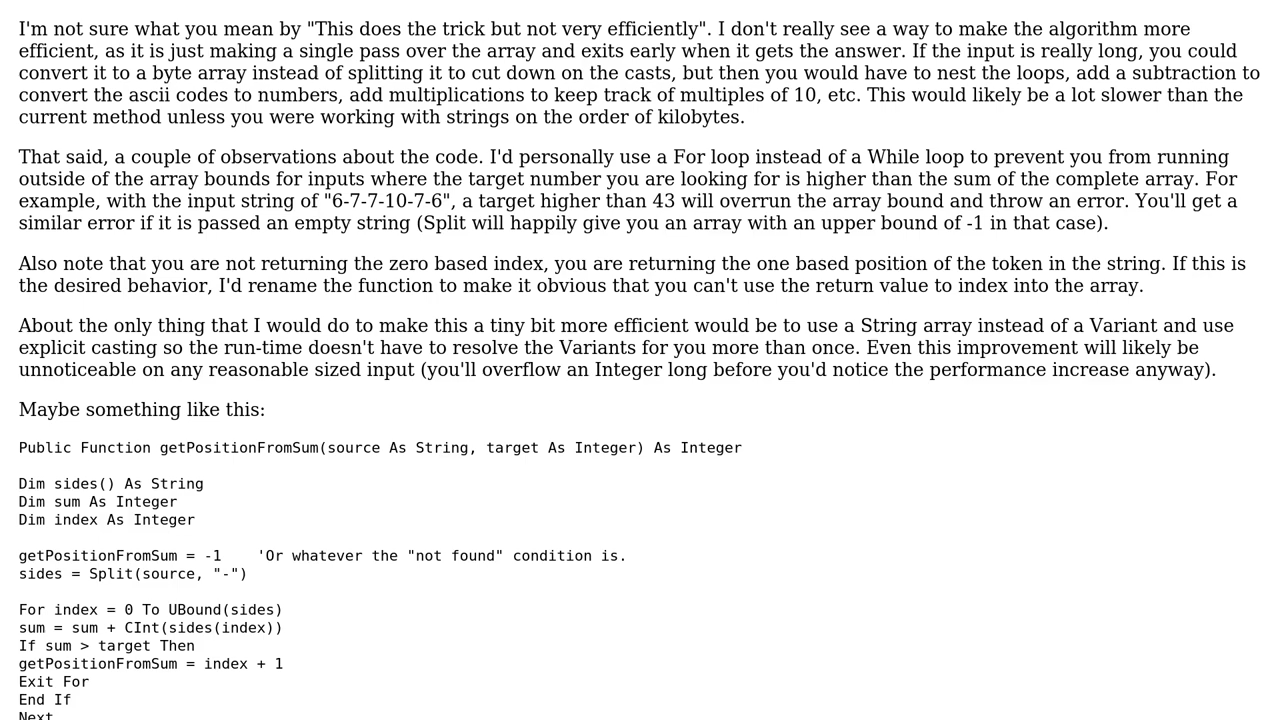 I'm not sure what you mean by "This does the trick but not very efficiently". I don't really see a way to make the algorithm more
efficient, as it is just making a single pass over the array and exits early when it gets the answer. If the input is really long, you could
convert it to a byte array instead of splitting it to cut down on the casts, but then you would have to nest the loops, add a subtraction to
convert the ascii codes to numbers, add multiplications to keep track of multiples of 10, etc. This would likely be a lot slower than the
current method unless you were working with strings on the order of kilobytes.
That said, a couple of observations about the code. I'd personally use a For loop instead of a While loop to prevent you from running
outside of the array bounds for inputs where the target number you are looking for is higher than the sum of the complete array. For
example, with the input string of "6-7-7-10-7-6", a target higher than 43 will overrun the array bound and throw an error. You'll get a
similar error if it is passed an empty string (Split will happily give you an array with an upper bound of -1 in that case).
Also note that you are not returning the zero based index, you are returning the one based position of the token in the string. If this is
the desired behavior, I'd rename the function to make it obvious that you can't use the return value to index into the array.
About the only thing that I would do to make this a tiny bit more efficient would be to use a String array instead of a Variant and use
explicit casting so the run-time doesn't have to resolve the Variants for you more than once. Even this improvement will likely be
unnoticeable on any reasonable sized input (you'll overflow an Integer long before you'd notice the performance increase anyway).
Maybe something like this:
Public Function getPositionFromSum(source As String, target As Integer) As Integer
Dim sides() As String
Dim sum As Integer
Dim index As Integer
getPositionFromSum = -1    'Or whatever the "not found" condition is.
sides = Split(source, "-")
For index = 0 To UBound(sides)
sum = sum + CInt(sides(index))
If sum > target Then
getPositionFromSum = index + 1
Exit For
End If
Next